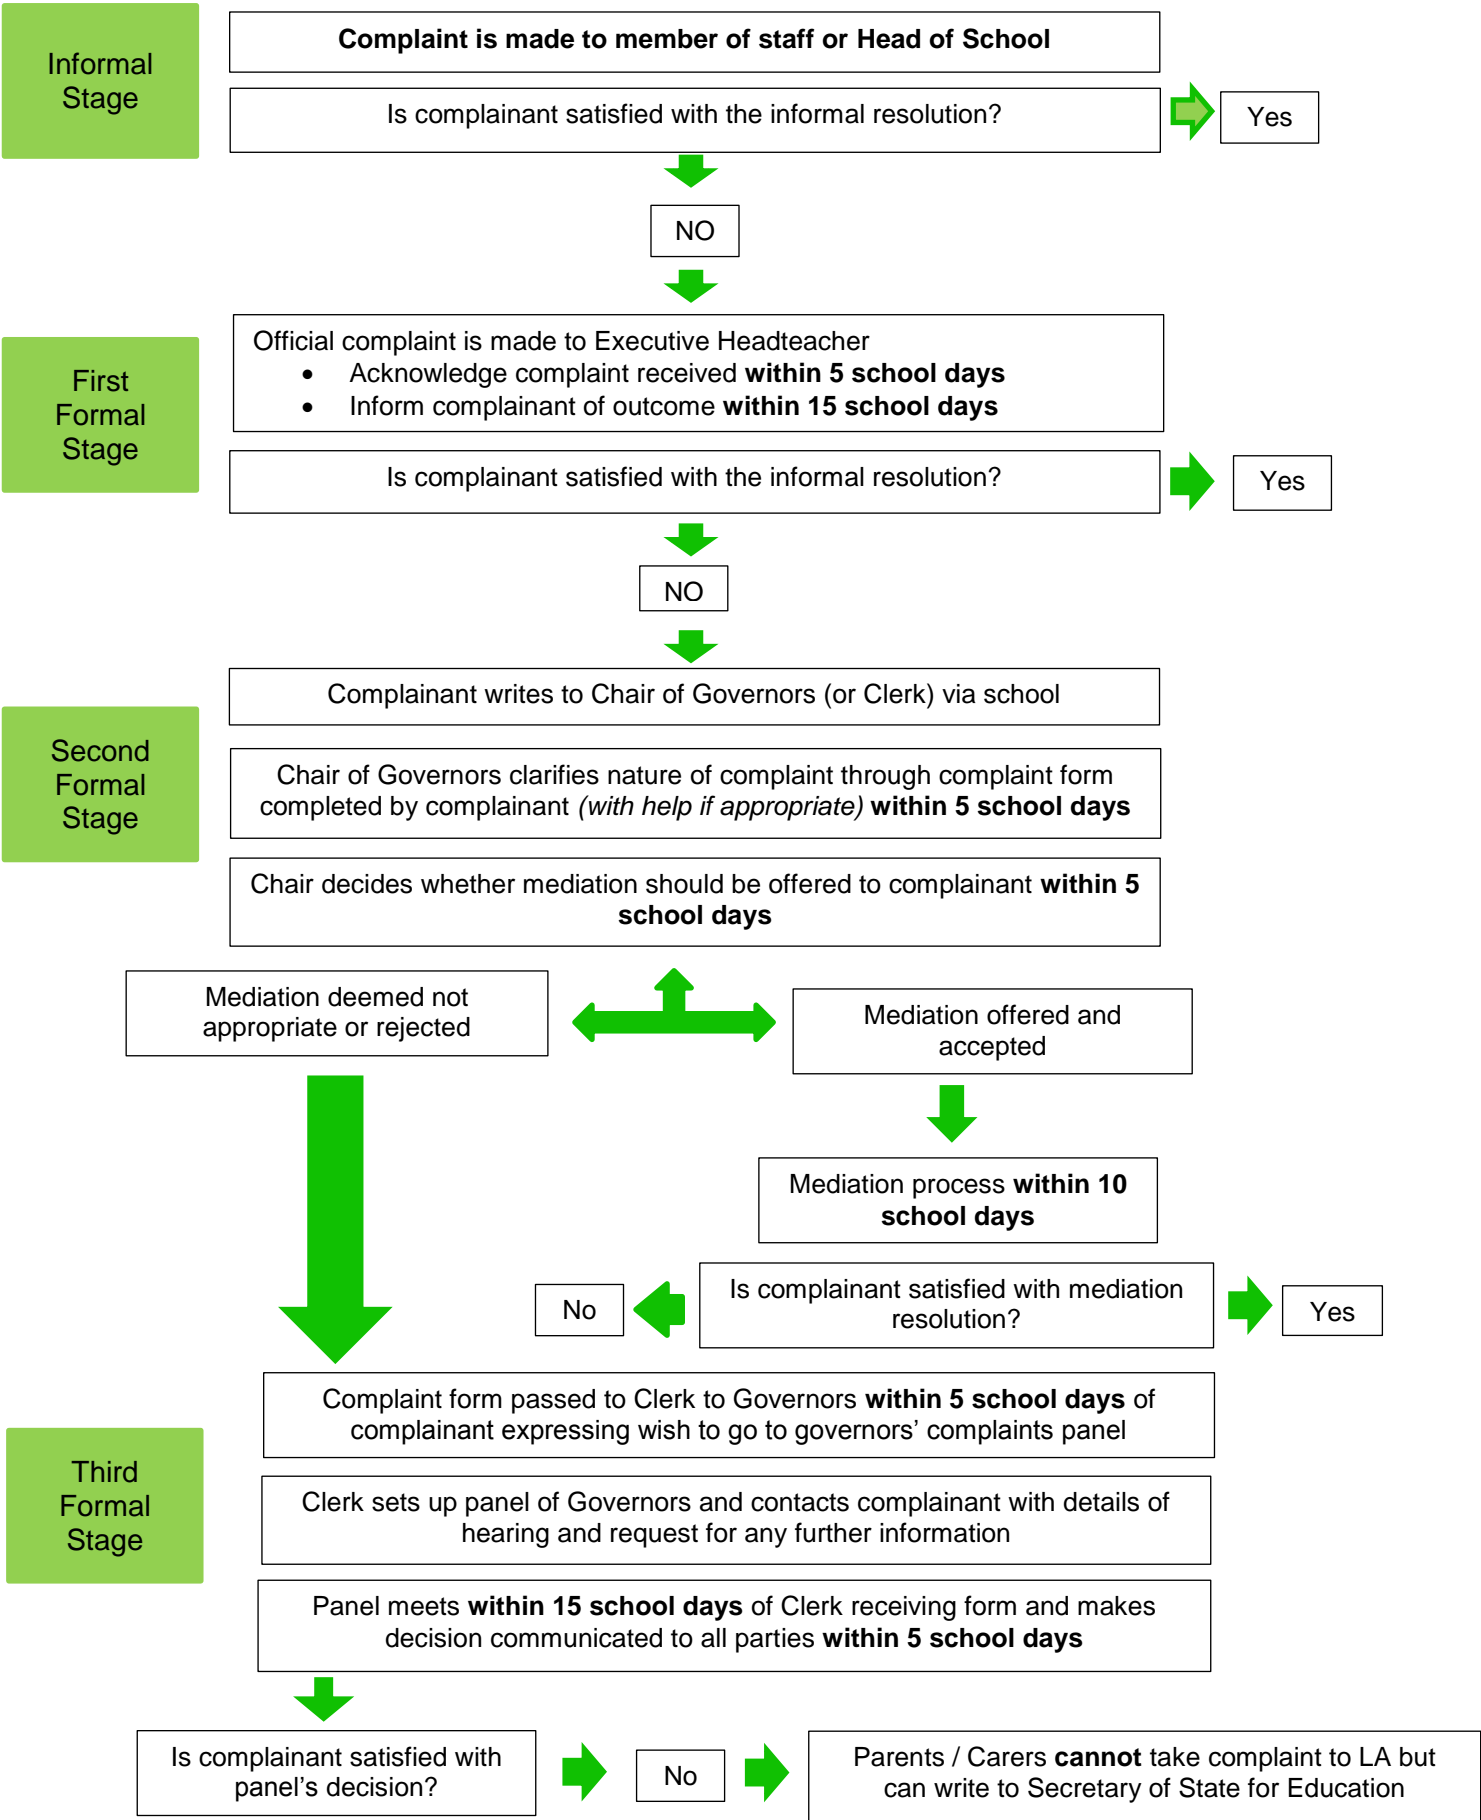 Informal
Stage
Complaint is made to member of staff or Head of School
Is complainant satisfied with the informal resolution?
Yes
NO
First
Formal
Stage
Official complaint is made to Executive Headteacher
• Acknowledge complaint received within 5 school days
• Inform complainant of outcome within 15 school days
Is complainant satisfied with the informal resolution?
Yes
NO
Second
Formal
Stage
Complainant writes to Chair of Governors (or Clerk) via school
Chair of Governors clarifies nature of complaint through complaint form
completed by complainant (with help if appropriate) within 5 school days
Chair decides whether mediation should be offered to complainant within 5
school days
Mediation deemed not
appropriate or rejected
Mediation offered and
accepted
Mediation process within 10
school days
Is complainant satisfied with mediation
resolution?
No
Yes
Third
Formal
Stage
Complaint form passed to Clerk to Governors within 5 school days of
complainant expressing wish to go to governors’ complaints panel
Clerk sets up panel of Governors and contacts complainant with details of
hearing and request for any further information
Panel meets within 15 school days of Clerk receiving form and makes
decision communicated to all parties within 5 school days
Is complainant satisfied with
panel’s decision?
No
Parents / Carers cannot take complaint to LA but
can write to Secretary of State for Education